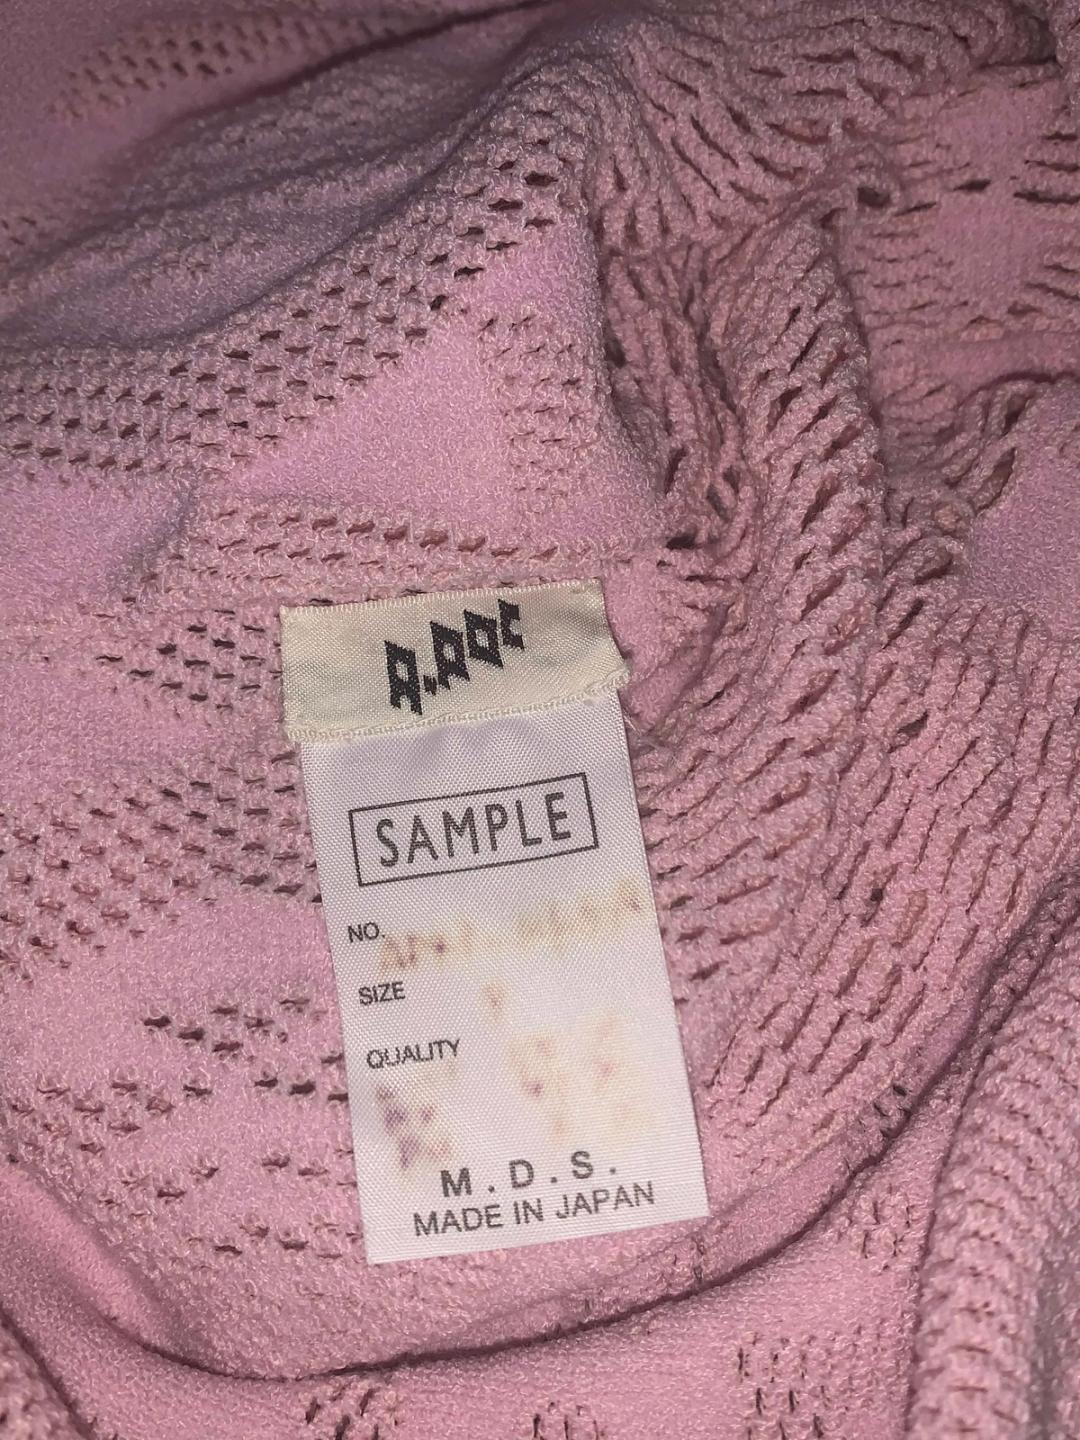 A.POC
SAMPLE
NO.
SIZE
QUALITY
M.D.S.
MADE IN JAPAN